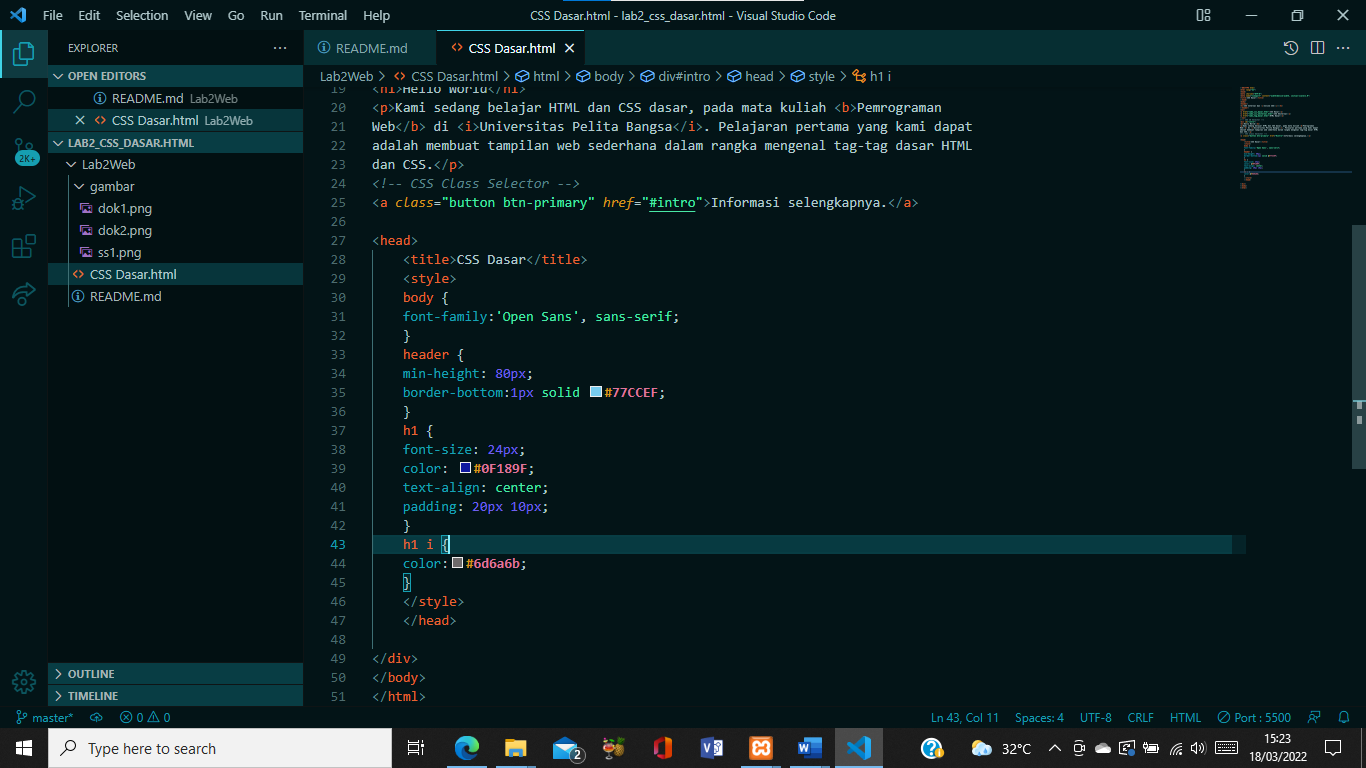 File Edit Selection View Go Run Terminal Help CSS Dasar.html - lab2_css_dasar.html - Visual Studio Code
EXPLORER
OPEN EDITORS
README.md Lab2Web
CSS Dasar.html Lab2Web
LAB2_CSS_DASAR.HTML
Lab2Web
gambar
dok1.png
dok2.png
ss1.png
CSS Dasar.html
README.md
OUTLINE
TIMELINE
2K+
README.md CSS Dasar.html
Lab2Web > CSS Dasar.html > html > body > div#intro > head > style > h1 i
19 <h1>Hello World</h1>
20 <p>Kami sedang belajar HTML dan CSS dasar, pada mata kuliah <b>Pemrograman
21 Web</b> di <i>Universitas Pelita Bangsa</i>. Pelajaran pertama yang kami dapat
22 adalah membuat tampilan web sederhana dalam rangka mengenal tag-tag dasar HTML
23 dan CSS.</p>
24 <!-- CSS Class Selector -->
25 <a class="button btn-primary" href="#intro">Informasi selengkapnya.</a>
26
27 <head>
28 <title>CSS Dasar</title>
29 <style>
30 body {
31 font-family:'Open Sans', sans-serif;
32 }
33 header {
34 min-height: 80px;
35 border-bottom:1px solid #77CCEF;
36 }
37 h1 {
38 font-size: 24px;
39 color: #0F189F;
40 text-align: center;
41 padding: 20px 10px;
42 }
43 h1 i {
44 color:#6d6a6b;
45 }
46 </style>
47 </head>
48
49 </div>
50 </body>
51 </html>
master* 0 0 Ln 43, Col 11 Spaces: 4 UTF-8 CRLF HTML Port : 5500
Type here to search 2 32°C 15:23
18/03/2022